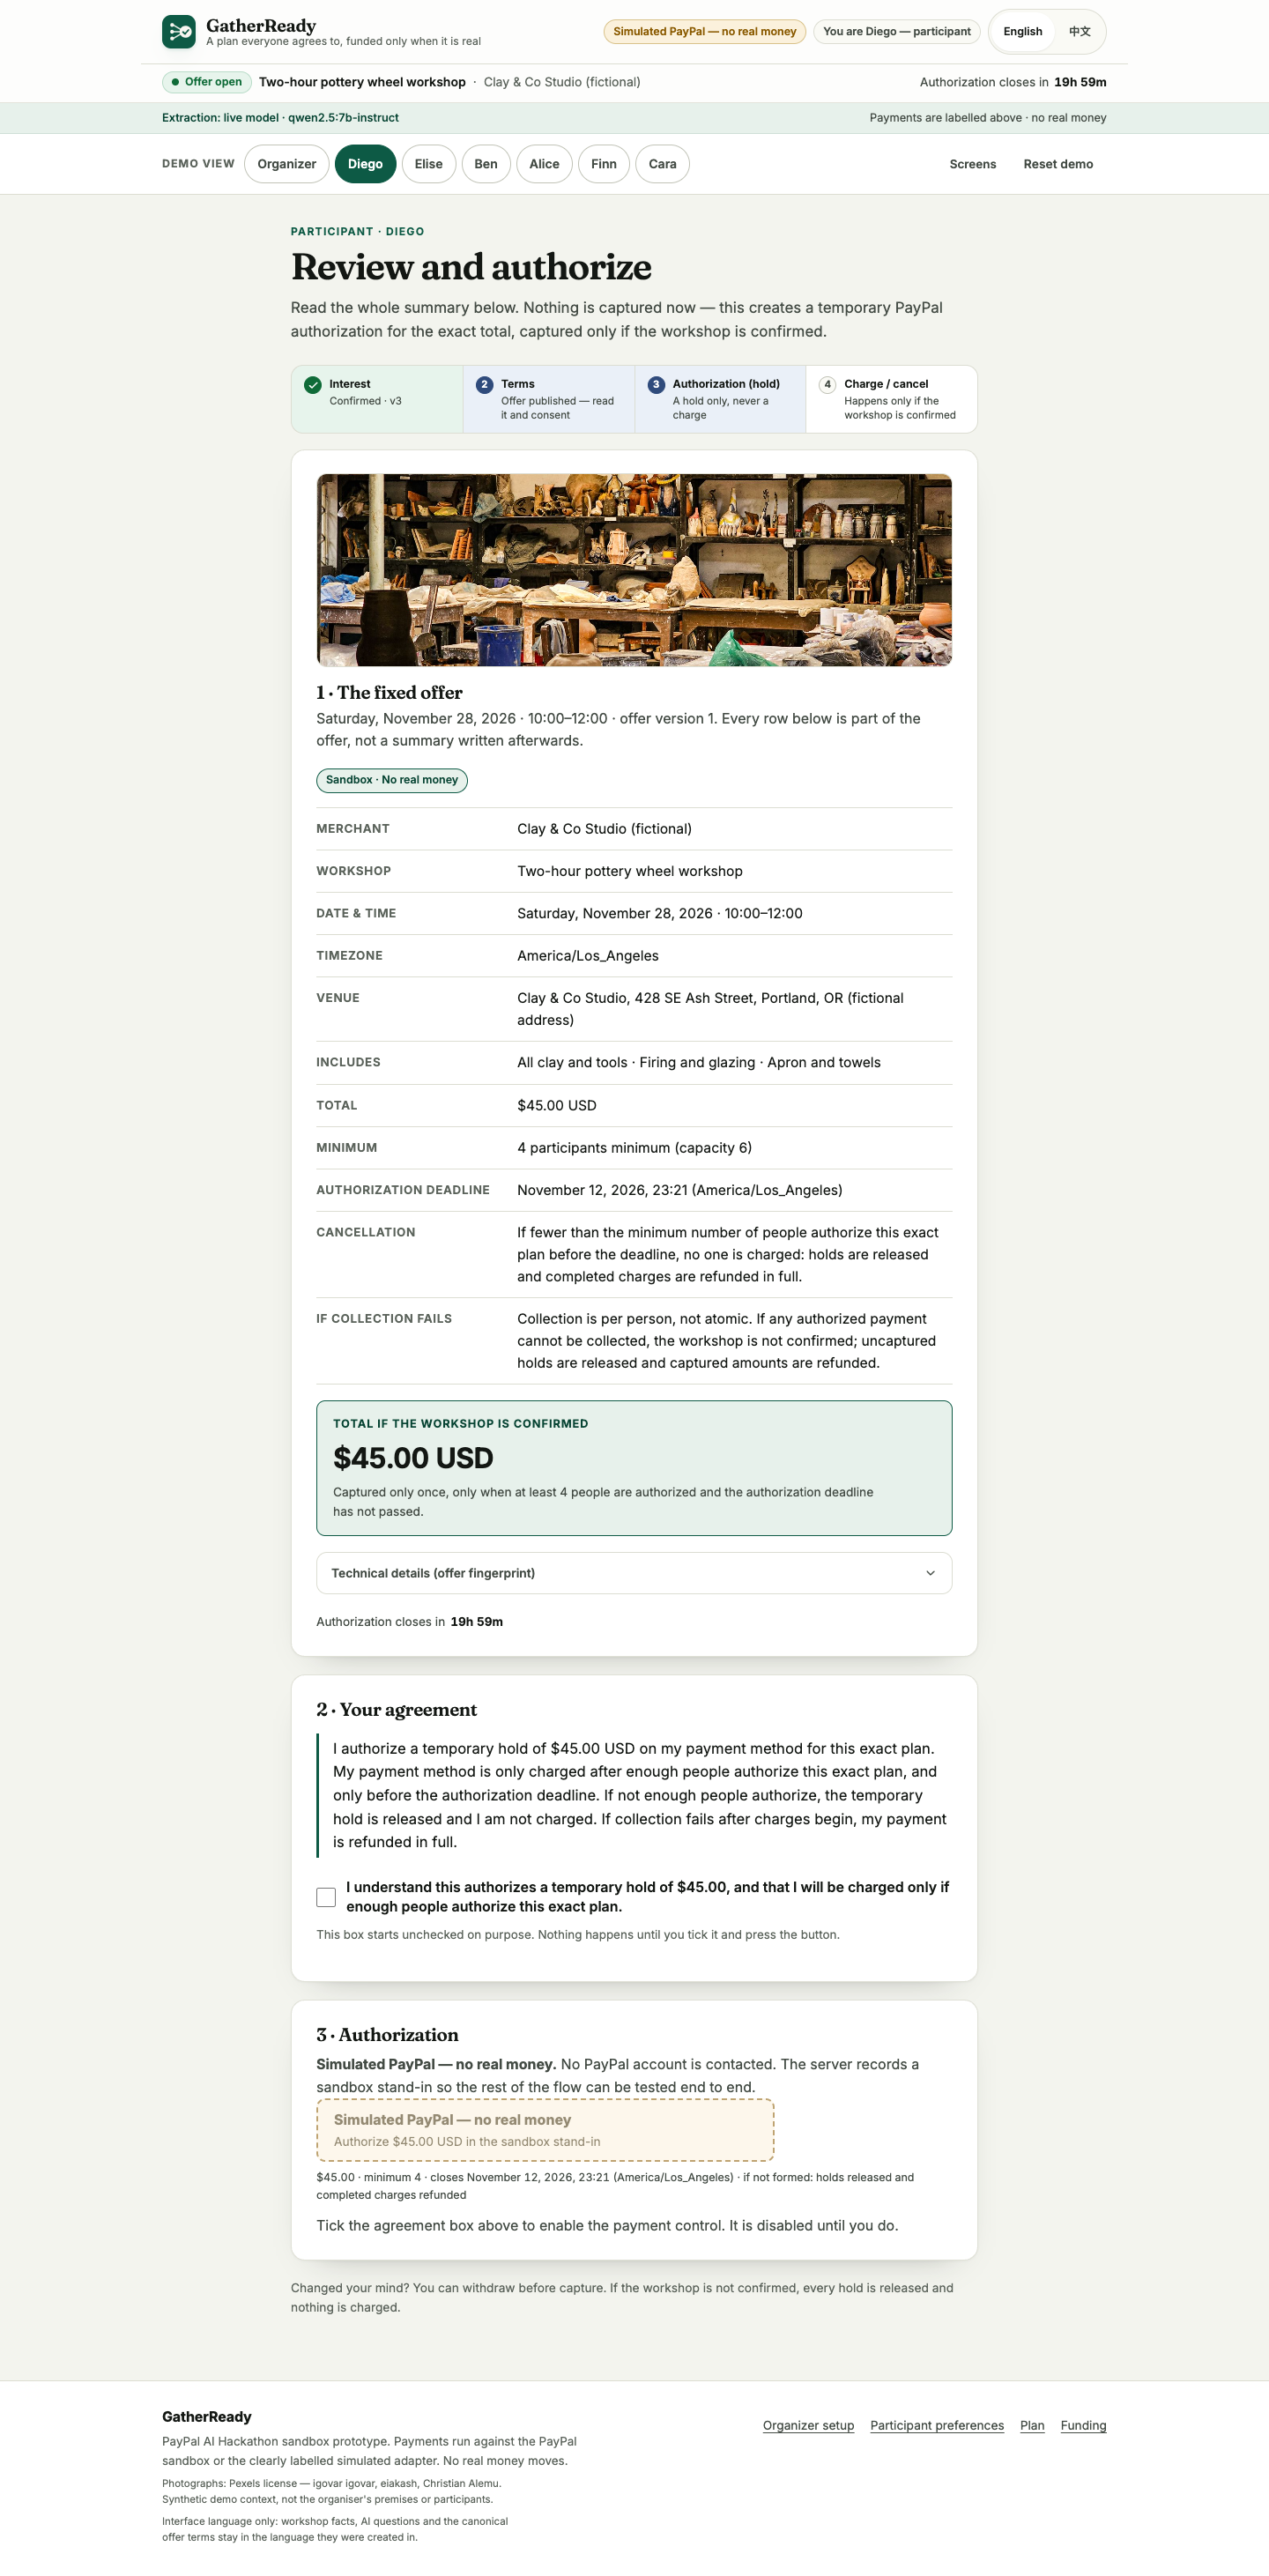 GatherReady
A plan everyone agrees to, funded only when it is real
Simulated PayPal — no real money
You are Diego — participant
English
中文
Offer open
Two-hour pottery wheel workshop · Clay & Co Studio (fictional)
Authorization closes in 19h 59m
Extraction: live model · qwen2.5:7b-instruct
Payments are labelled above · no real money
DEMO VIEW
Organizer
Diego
Elise
Ben
Alice
Finn
Cara
Screens
Reset demo
PARTICIPANT · DIEGO
Review and authorize
Read the whole summary below. Nothing is captured now — this creates a temporary PayPal
authorization for the exact total, captured only if the workshop is confirmed.
Interest
Confirmed · v3
2
Terms
Offer published — read
it and consent
3
Authorization (hold)
A hold only, never a
charge
4
Charge / cancel
Happens only if the
workshop is confirmed
1 · The fixed offer
Saturday, November 28, 2026 · 10:00–12:00 · offer version 1. Every row below is part of the
offer, not a summary written afterwards.
Sandbox · No real money
MERCHANT
Clay & Co Studio (fictional)
WORKSHOP
Two-hour pottery wheel workshop
DATE & TIME
Saturday, November 28, 2026 · 10:00–12:00
TIMEZONE
America/Los_Angeles
VENUE
Clay & Co Studio, 428 SE Ash Street, Portland, OR (fictional
address)
INCLUDES
All clay and tools · Firing and glazing · Apron and towels
TOTAL
$45.00 USD
MINIMUM
4 participants minimum (capacity 6)
AUTHORIZATION DEADLINE
November 12, 2026, 23:21 (America/Los_Angeles)
CANCELLATION
If fewer than the minimum number of people authorize this exact
plan before the deadline, no one is charged: holds are released
and completed charges are refunded in full.
IF COLLECTION FAILS
Collection is per person, not atomic. If any authorized payment
cannot be collected, the workshop is not confirmed; uncaptured
holds are released and captured amounts are refunded.
TOTAL IF THE WORKSHOP IS CONFIRMED
$45.00 USD
Captured only once, only when at least 4 people are authorized and the authorization deadline
has not passed.
Technical details (offer fingerprint)
Authorization closes in 19h 59m
2 · Your agreement
I authorize a temporary hold of $45.00 USD on my payment method for this exact plan.
My payment method is only charged after enough people authorize this exact plan, and
only before the authorization deadline. If not enough people authorize, the temporary
hold is released and I am not charged. If collection fails after charges begin, my payment
is refunded in full.
I understand this authorizes a temporary hold of $45.00, and that I will be charged only if
enough people authorize this exact plan.
This box starts unchecked on purpose. Nothing happens until you tick it and press the button.
3 · Authorization
Simulated PayPal — no real money. No PayPal account is contacted. The server records a
sandbox stand-in so the rest of the flow can be tested end to end.
Simulated PayPal — no real money
Authorize $45.00 USD in the sandbox stand-in
$45.00 · minimum 4 · closes November 12, 2026, 23:21 (America/Los_Angeles) · if not formed: holds released and
completed charges refunded
Tick the agreement box above to enable the payment control. It is disabled until you do.
Changed your mind? You can withdraw before capture. If the workshop is not confirmed, every hold is released and
nothing is charged.
GatherReady
PayPal AI Hackathon sandbox prototype. Payments run against the PayPal
sandbox or the clearly labelled simulated adapter. No real money moves.
Photographs: Pexels license — igovar igovar, eiakash, Christian Alemu.
Synthetic demo context, not the organiser's premises or participants.
Interface language only: workshop facts, AI questions and the canonical
offer terms stay in the language they were created in.
Organizer setup
Participant preferences
Plan
Funding